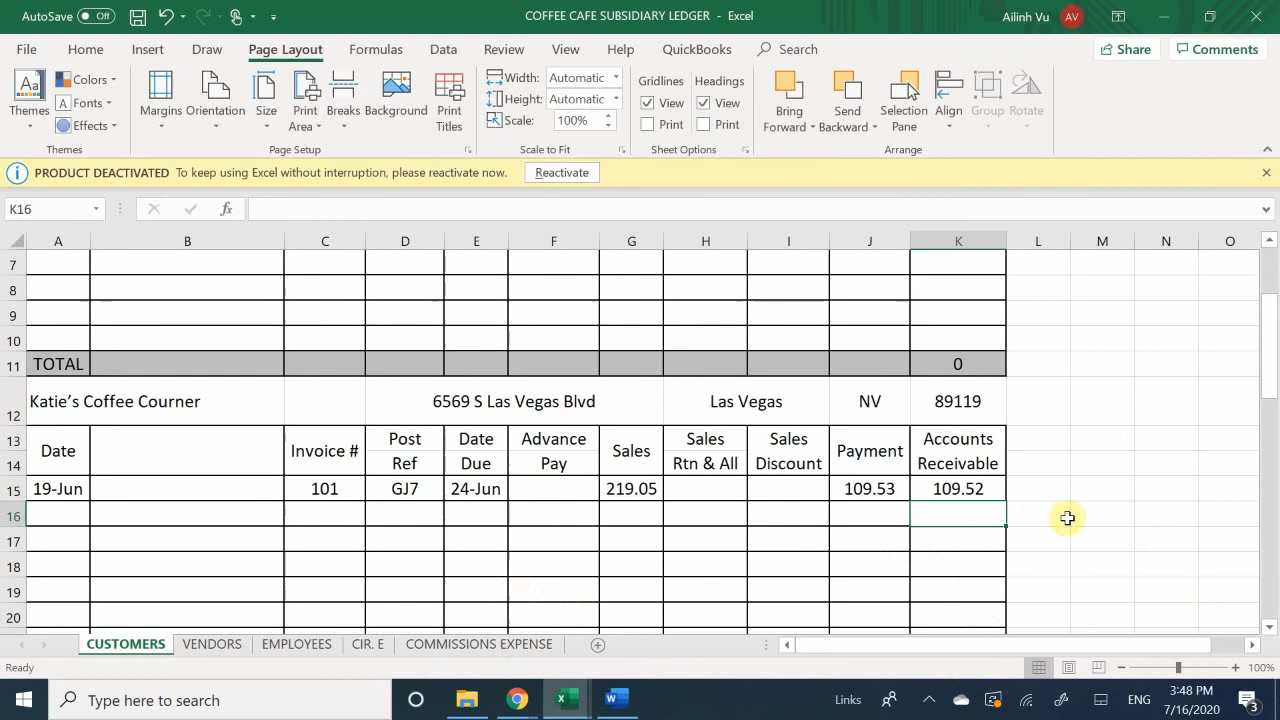 AutoSave Off COFFEE CAFE SUBSIDIARY LEDGER - Excel Ailinh Vu AV
File Home Insert Draw Page Layout Formulas Data Review View Help QuickBooks Search Share Comments
Themes Colors Fonts Effects
Margins Orientation Size Print Area Breaks Background Print Titles
Width: Automatic
Height: Automatic
Scale: 100%
Gridlines Headings
View View
Print Print
Bring Forward Send Backward Selection Pane Align Group Rotate
Themes Page Setup Scale to Fit Sheet Options Arrange
PRODUCT DEACTIVATED To keep using Excel without interruption, please reactivate now. Reactivate
K16 fx
A B C D E F G H I J K L M N O
7
8
9
10
11 TOTAL 0
12 Katie's Coffee Courner 6569 S Las Vegas Blvd Las Vegas NV 89119
13 Date Invoice # Post Date Advance Sales Sales Sales Payment Accounts
14 Ref Due Pay Rtn & All Discount Receivable
15 19-Jun 101 GJ7 24-Jun 219.05 109.53 109.52
16
17
18
19
20
CUSTOMERS VENDORS EMPLOYEES CIR. E COMMISSIONS EXPENSE
Ready 100%
Type here to search Links ENG 3:48 PM
7/16/2020 3